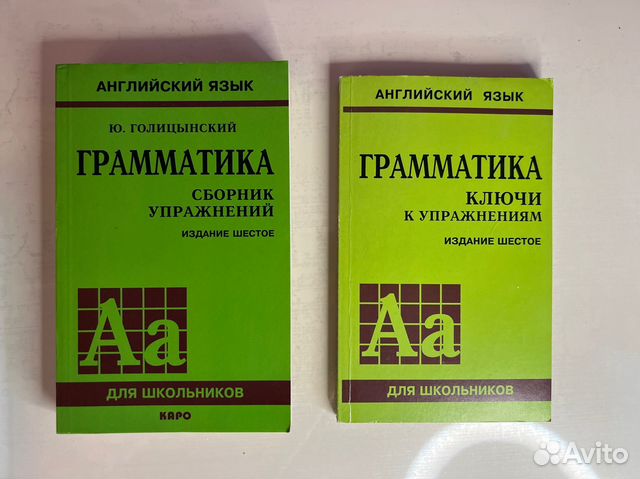 АНГЛИЙСКИЙ ЯЗЫК
Ю. ГОЛИЦЫНСКИЙ
ГРАММАТИКА
СБОРНИК
УПРАЖНЕНИЙ
ИЗДАНИЕ ШЕСТОЕ
Aa
ДЛЯ ШКОЛЬНИКОВ
КАРО
АНГЛИЙСКИЙ ЯЗЫК
ГРАММАТИКА
КЛЮЧИ
К УПРАЖНЕНИЯМ
ИЗДАНИЕ ШЕСТОЕ
Aa
ДЛЯ ШКОЛЬНИКОВ
Avito